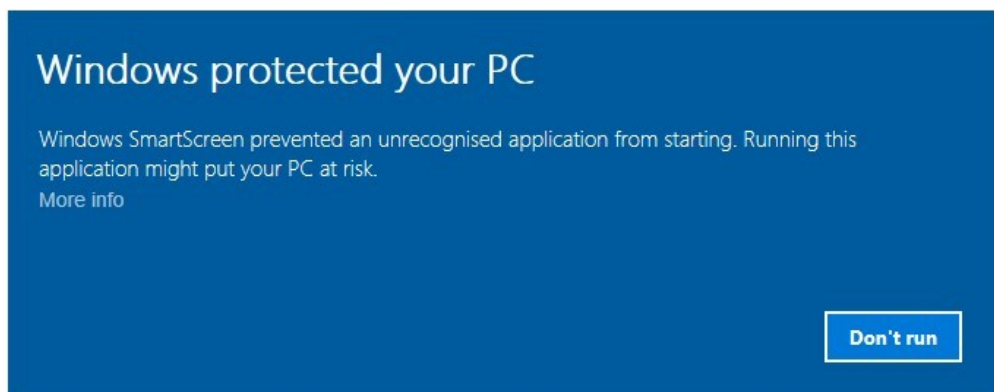 Windows protected your PC
Windows SmartScreen prevented an unrecognised application from starting. Running this
application might put your PC at risk.
More info
Don't run